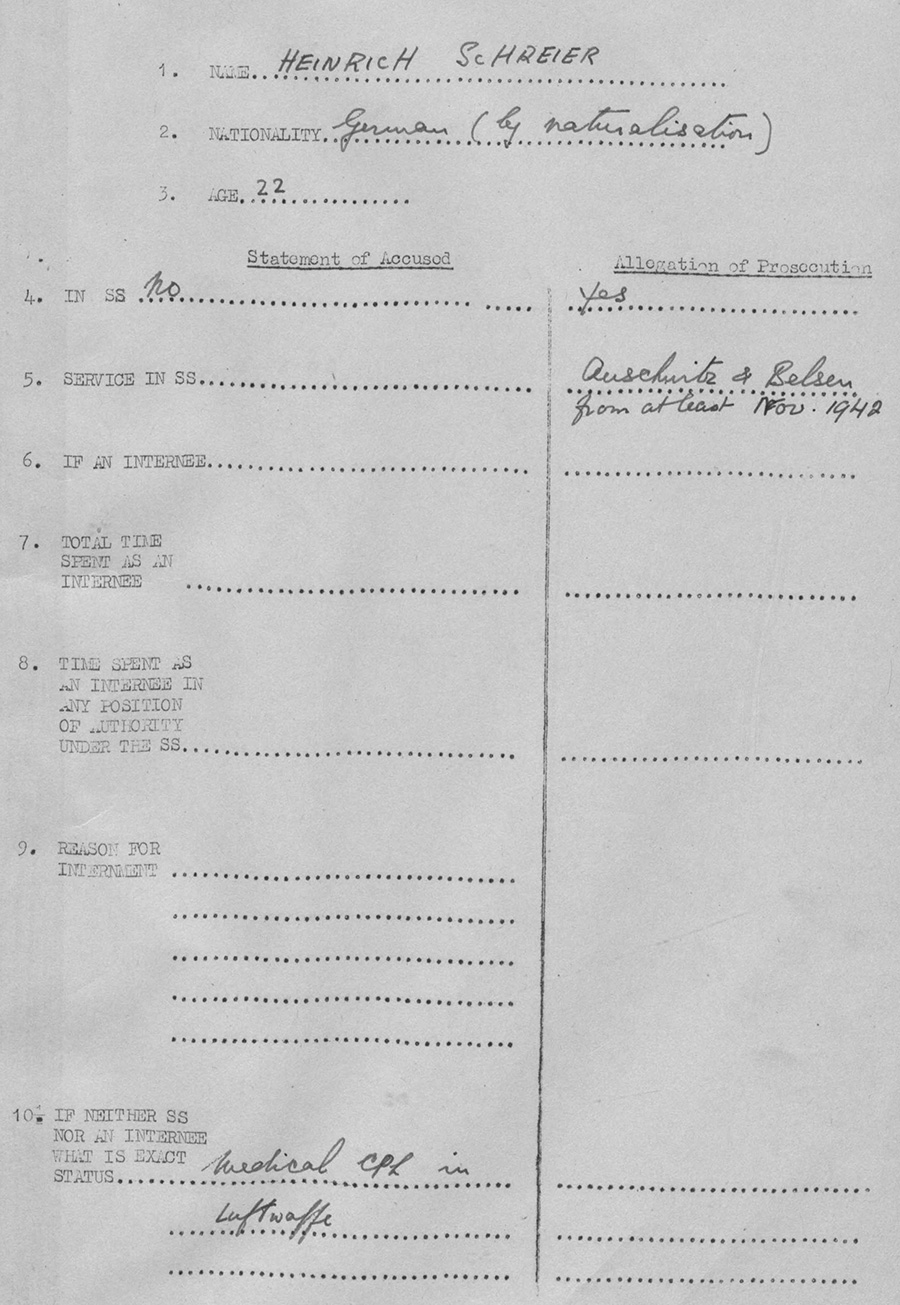 1. NAME..HEINRICH SCHREIER
2. NATIONALITY.German (by naturalisation)
3. AGE.22
Statement of Accused
Allegation of Prosecution
4. IN SS .No
Yes
5. SERVICE IN SS
Auschwitz & Belsen
from at least Nov. 1942
6. IF AN INTERNEE
7. TOTAL TIME
SPENT AS AN
INTERNEE
8. TIME SPENT AS
AN INTERNEE IN
ANY POSITION
OF AUTHORITY
UNDER THE SS
9. REASON FOR
INTERNMENT
10. IF NEITHER SS
NOR AN INTERNEE
WHAT IS EXACT
STATUS. Medical CPL in
Luftwaffe